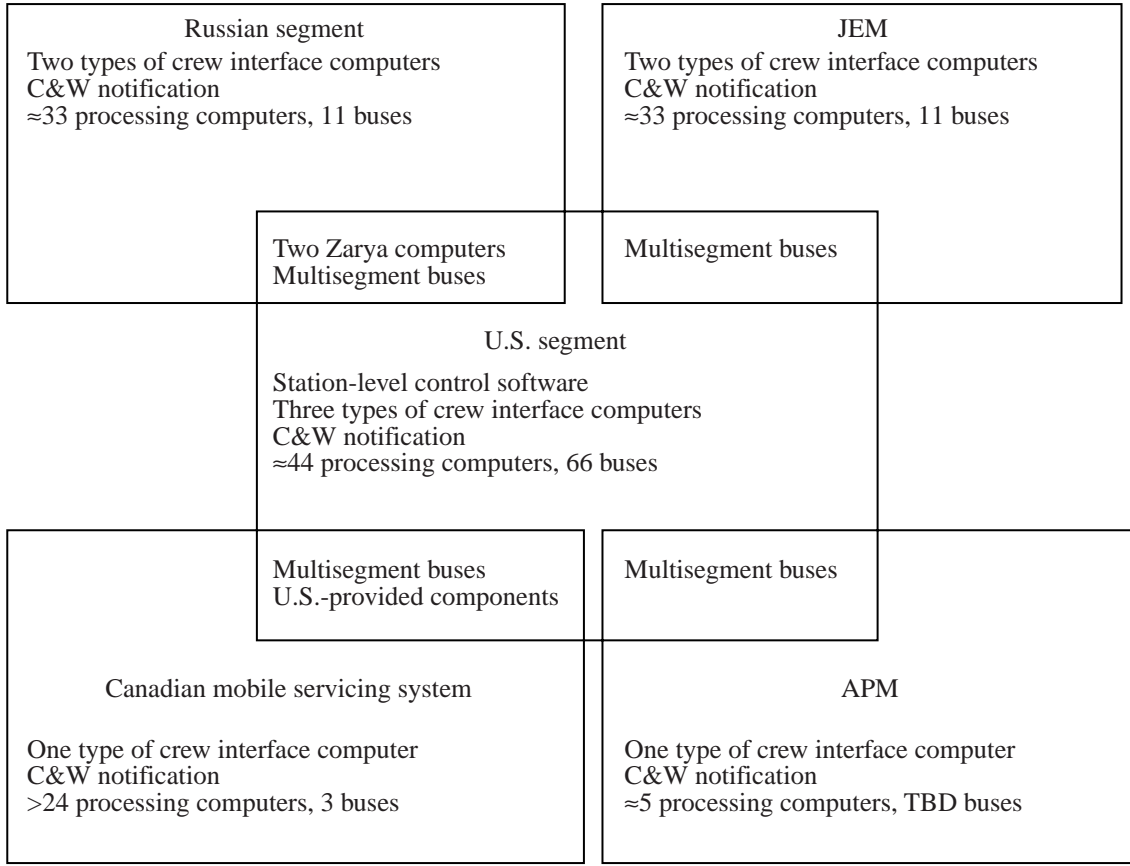 Russian segment
Two types of crew interface computers
C&W notification
≈33 processing computers, 11 buses
JEM
Two types of crew interface computers
C&W notification
≈33 processing computers, 11 buses
Two Zarya computers
Multisegment buses
Multisegment buses
U.S. segment
Station-level control software
Three types of crew interface computers
C&W notification
≈44 processing computers, 66 buses
Multisegment buses
U.S.-provided components
Multisegment buses
Canadian mobile servicing system
One type of crew interface computer
C&W notification
>24 processing computers, 3 buses
APM
One type of crew interface computer
C&W notification
≈5 processing computers, TBD buses